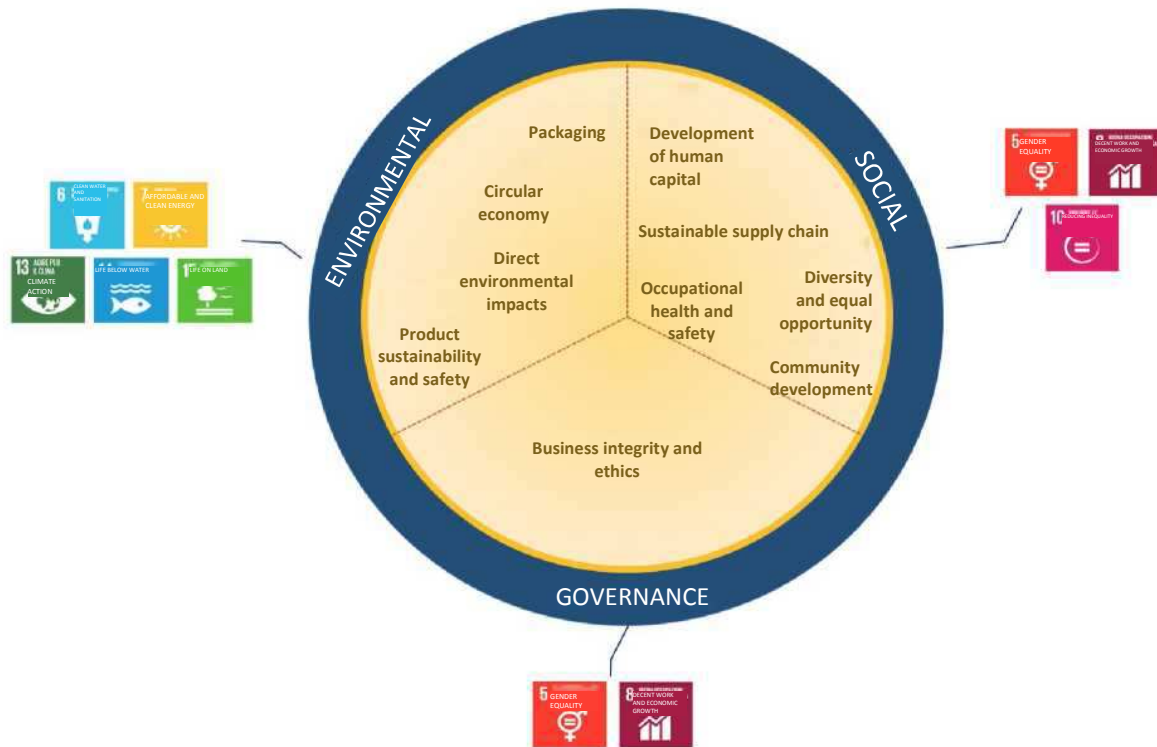 ENVIRONMENTAL
SOCIAL
GOVERNANCE
Packaging
Circular
economy
Direct
environmental
impacts
Product
sustainability
and safety
Development
of human
capital
Sustainable supply chain
Occupational
health and
safety
Diversity
and equal
opportunity
Community
development
Business integrity and
ethics
6
CLEAN WATER
AND
SANITATION
7
AFFORDABLE AND
CLEAN ENERGY
13
CLIMATE
ACTION
LIFE BELOW WATER
LIFE ON LAND
5
GENDER
EQUALITY
DECENT WORK AND
ECONOMIC GROWTH
REDUCING INEQUALITY
5
GENDER
EQUALITY
8
DECENT WORK
AND ECONOMIC
GROWTH